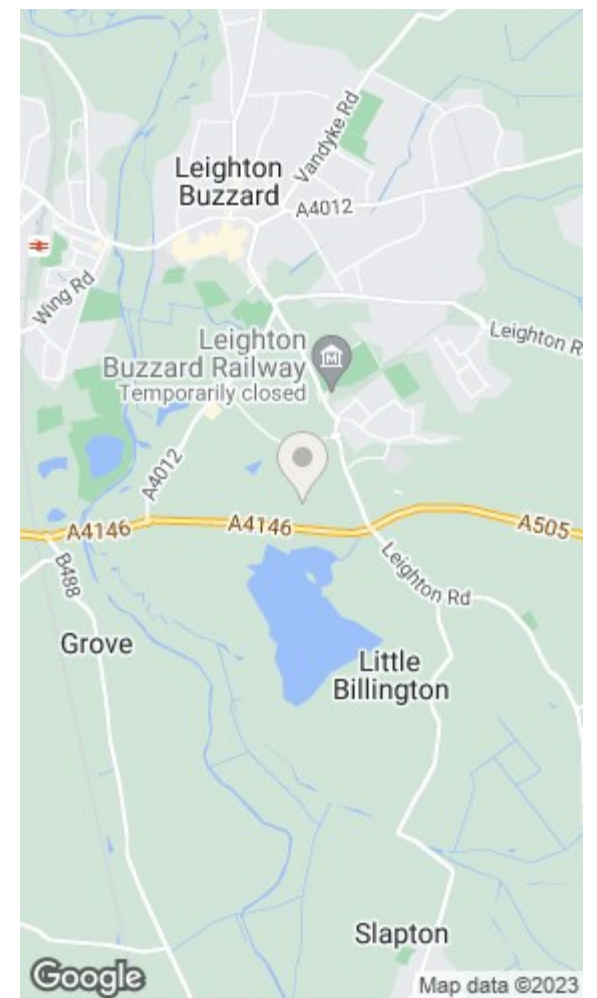 Leighton
Buzzard
Vandyke Rd
A4012
Wing Rd
Leighton R
Leighton
Buzzard Railway
Temporarily closed
A4012
A4146
A4146
A505
B488
Leighton Rd
Grove
Little
Billington
Slapton
Google
Map data ©2023